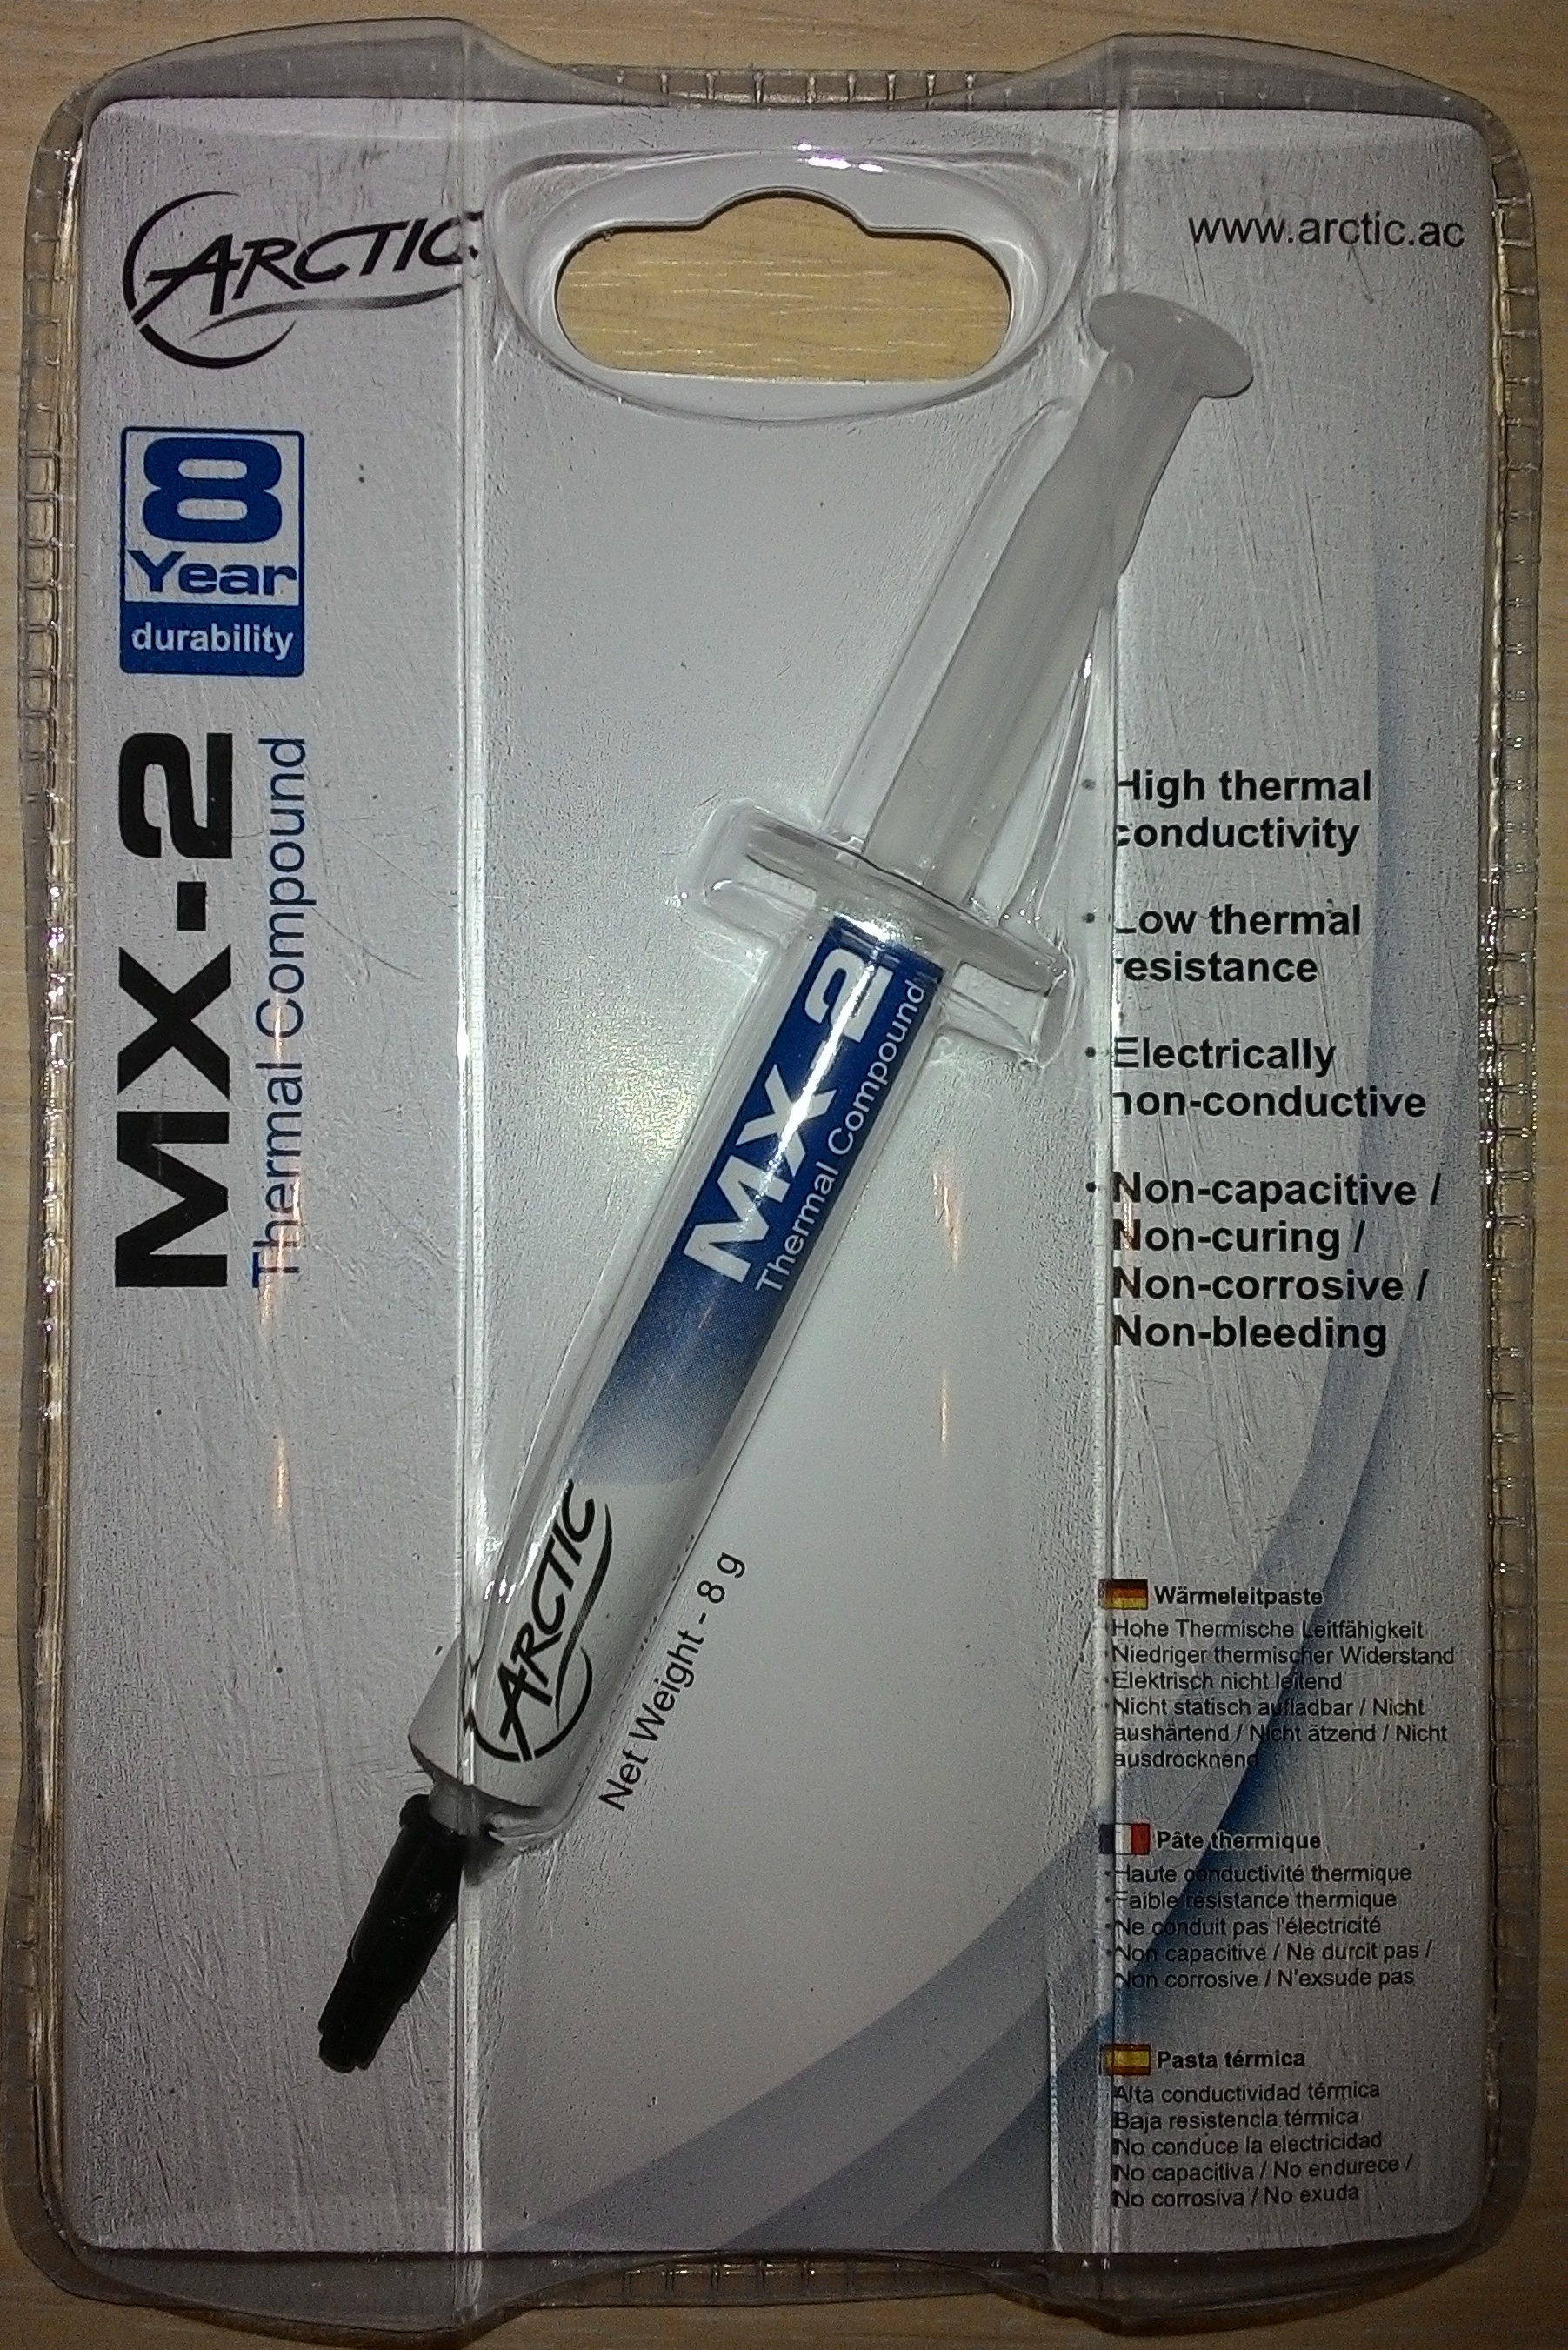 ARCTIC
www.arctic.ac
8
Year
durability
MX-2
Thermal Compound
MX-2
Thermal Compound
ARCTIC
Net Weight - 8 g
• High thermal
conductivity
• Low thermal
resistance
• Electrically
non-conductive
• Non-capacitive /
Non-curing /
Non-corrosive /
Non-bleeding
Wärmeleitpaste
Hohe Thermische Leitfähigkeit
Niedriger thermischer Widerstand
Elektrisch nicht leitend
Nicht statisch aufladbar / Nicht
aushärtend / Nicht ätzend / Nicht
ausdrocknend
Pâte thermique
Haute conductivité thermique
Faible résistance thermique
Ne conduit pas l'électricité
Non capacitive / Ne durcit pas /
Non corrosive / N'exsude pas
Pasta térmica
Alta conductividad térmica
Baja resistencia térmica
No conduce la electricidad
No capacitiva / No endurece /
No corrosiva / No exuda